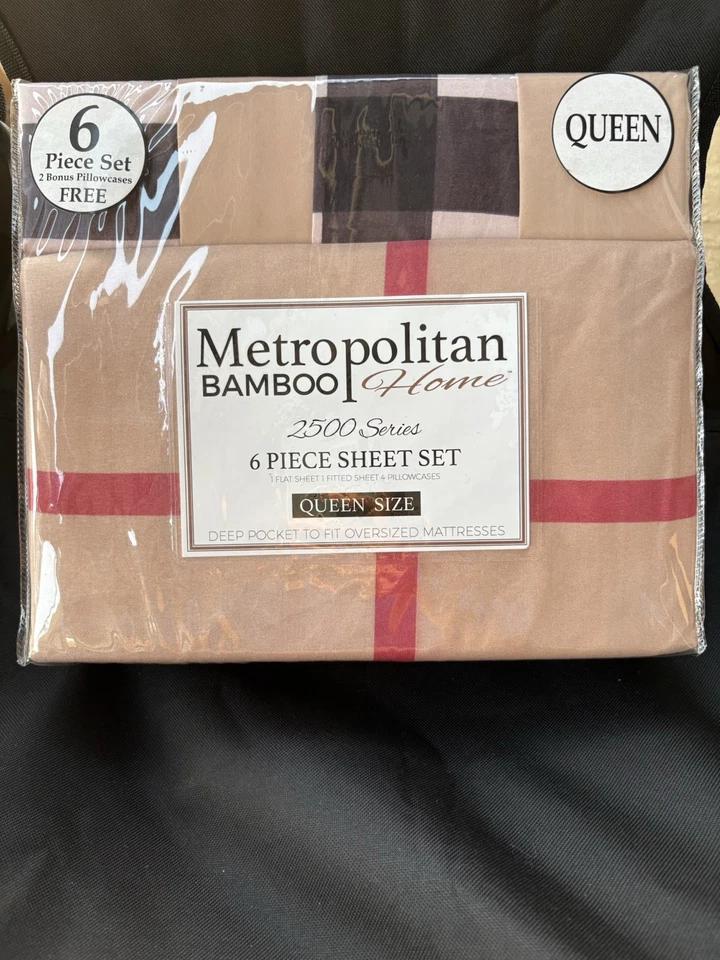 6
Piece Set
2 Bonus Pillowcases
FREE
QUEEN
Metropolitan
BAMBOO Home™
2500 Series
6 PIECE SHEET SET
1 FLAT SHEET 1 FITTED SHEET 4 PILLOWCASES
QUEEN SIZE
DEEP POCKET TO FIT OVERSIZED MATTRESSES